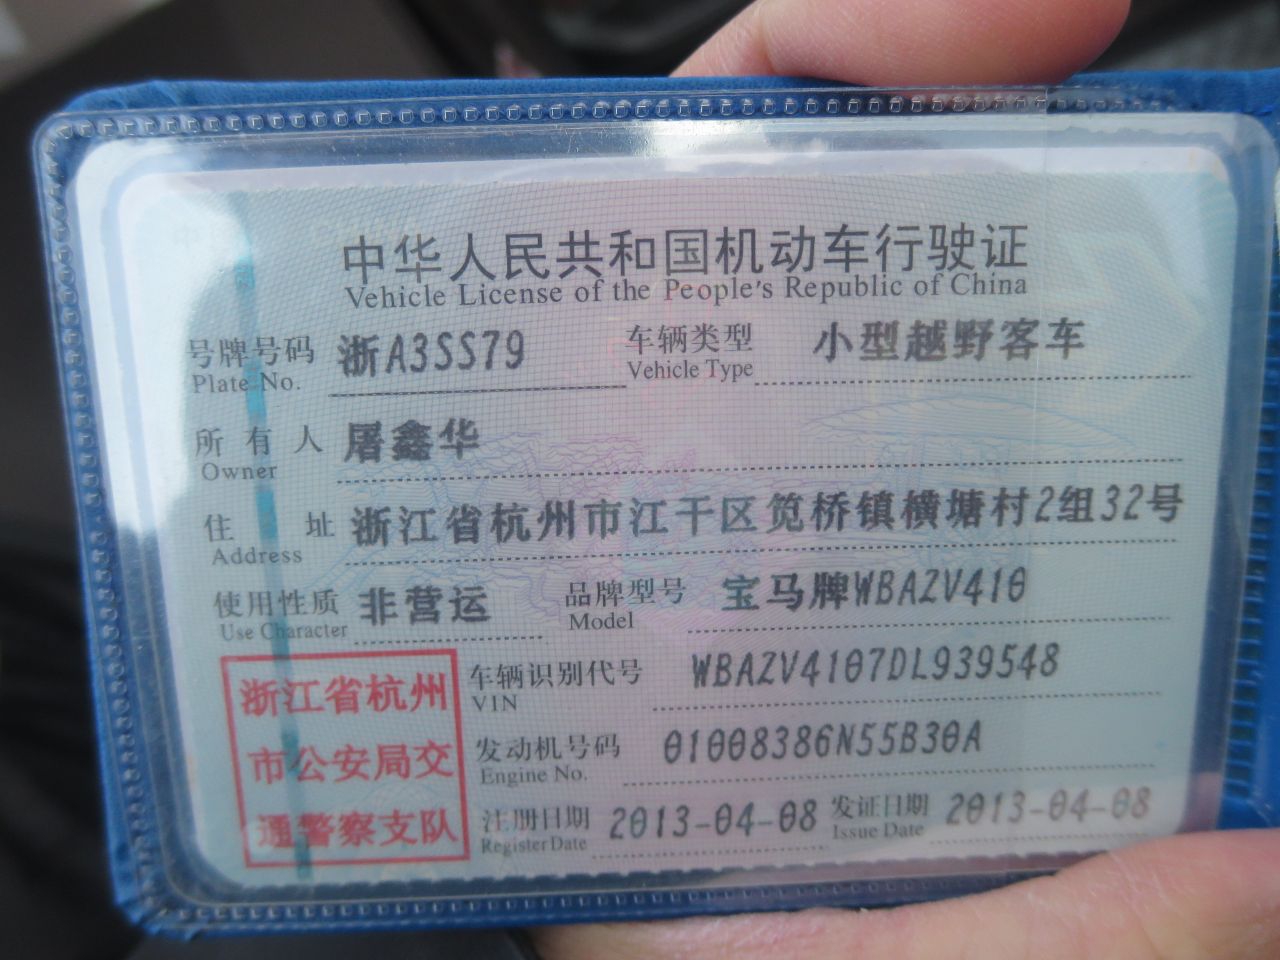 中华人民共和国机动车行驶证
Vehicle License of the People's Republic of China
号牌号码 浙A3SS79 车辆类型 小型越野客车
Plate No. Vehicle Type
所有人 屠鑫华
Owner
住址 浙江省杭州市江干区笕桥镇横塘村2组32号
Address
使用性质 非营运 品牌型号 宝马牌WBAZV410
Use Character Model
浙江省杭州
市公安局交
通警察支队
车辆识别代号 WBAZV4107DL939548
VIN
发动机号码 01008386N55B30A
Engine No.
注册日期 2013-04-08 发证日期 2013-04-08
Register Date Issue Date